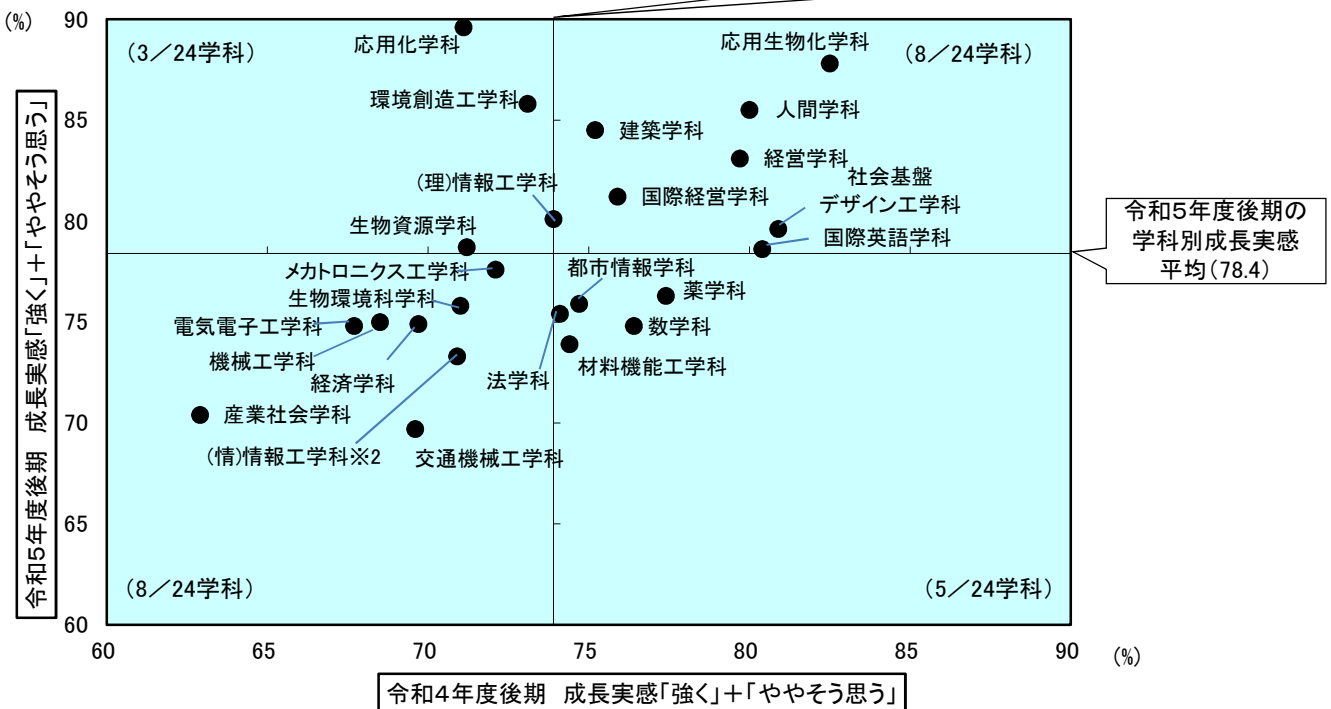 (%)
90
85
80
75
70
65
60
令和5年度後期 成長実感「強く」+「ややそう思う」
(3/24学科)
(8/24学科)
応用化学科
応用生物化学科
環境創造工学科
人間学科
建築学科
経営学科
(理)情報工学科
国際経営学科
社会基盤
デザイン工学科
生物資源学科
国際英語学科
メカトロニクス工学科
都市情報学科
生物環境科学科
薬学科
電気電子工学科
数学科
機械工学科
材料機能工学科
経済学科
法学科
産業社会学科
(情)情報工学科※2
交通機械工学科
(8/24学科)
(5/24学科)
令和5年度後期の
学科別成長実感
平均(78.4)
60
65
70
75
80
85
90
(%)
令和4年度後期 成長実感「強く」+「ややそう思う」